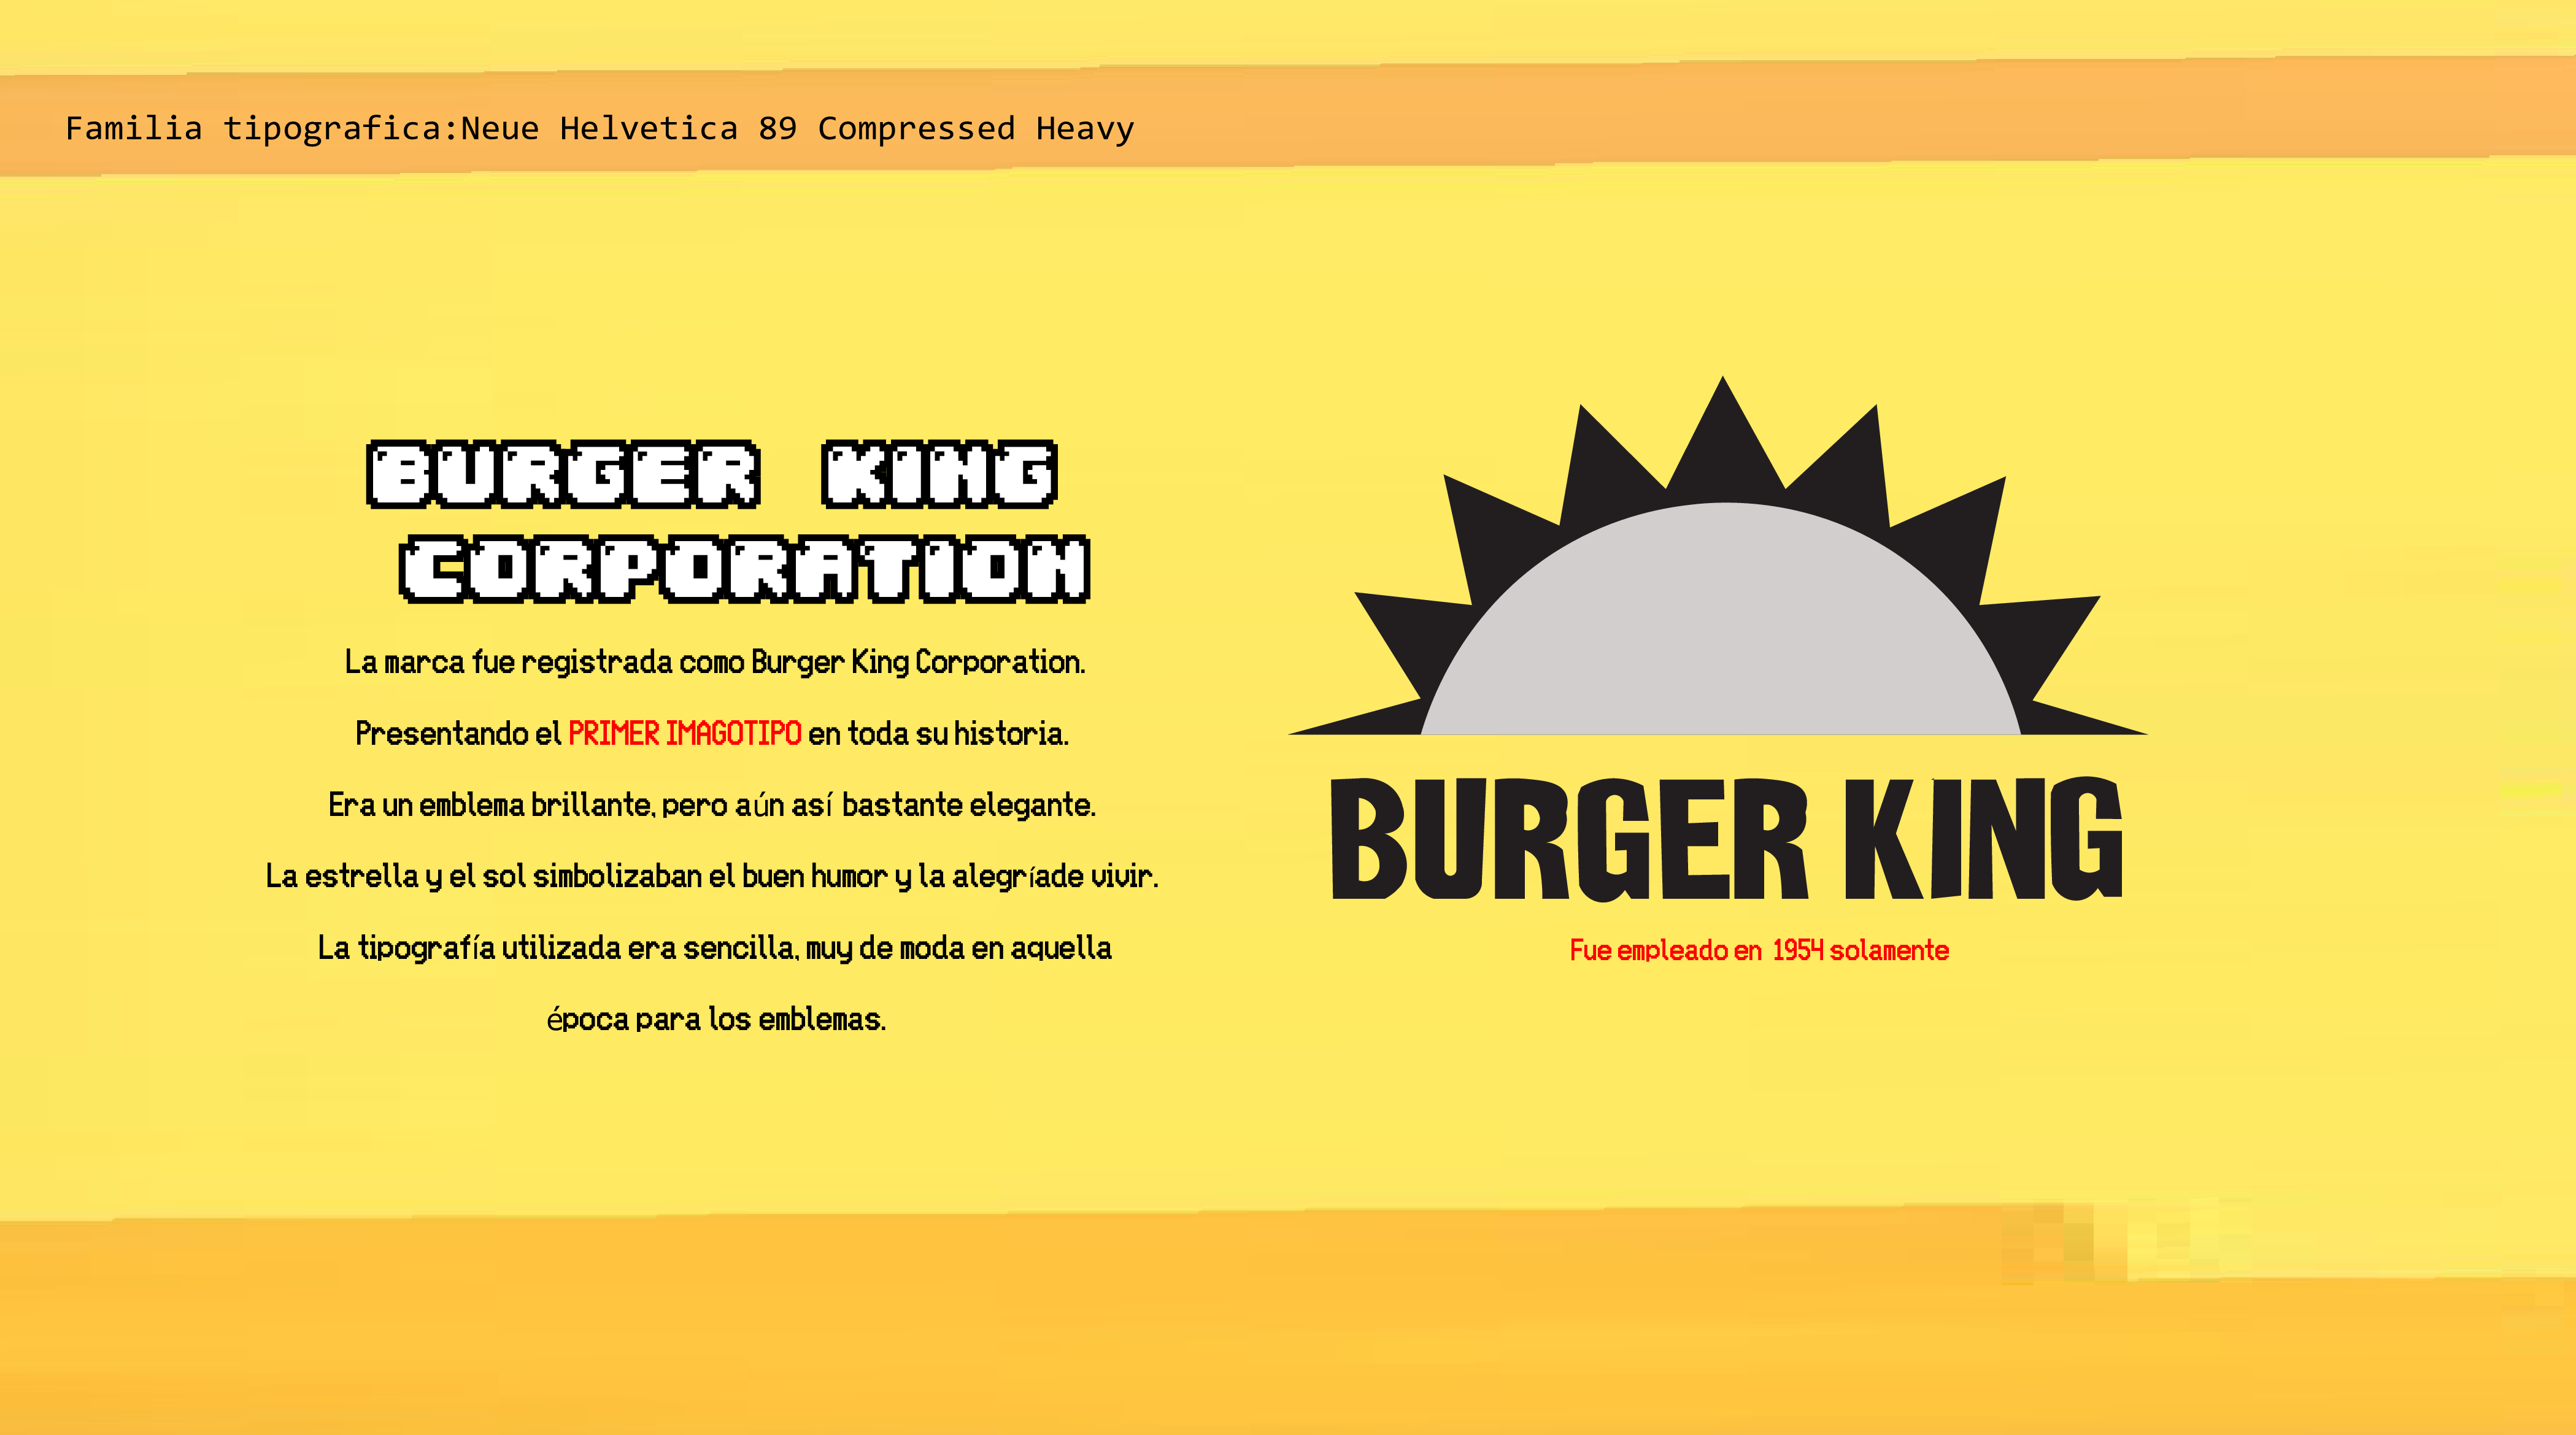 Familia tipografica:Neue Helvetica 89 Compressed Heavy
BURGER KING
CORPORATION
La marca fue registrada como Burger King Corporation.
Presentando el PRIMER IMAGOTIPO en toda su historia.
Era un emblema brillante, pero aún así bastante elegante.
La estrella y el sol simbolizaban el buen humor y la alegríade vivir.
La tipografía utilizada era sencilla, muy de moda en aquella
época para los emblemas.
BURGER KING
Fue empleado en 1954 solamente